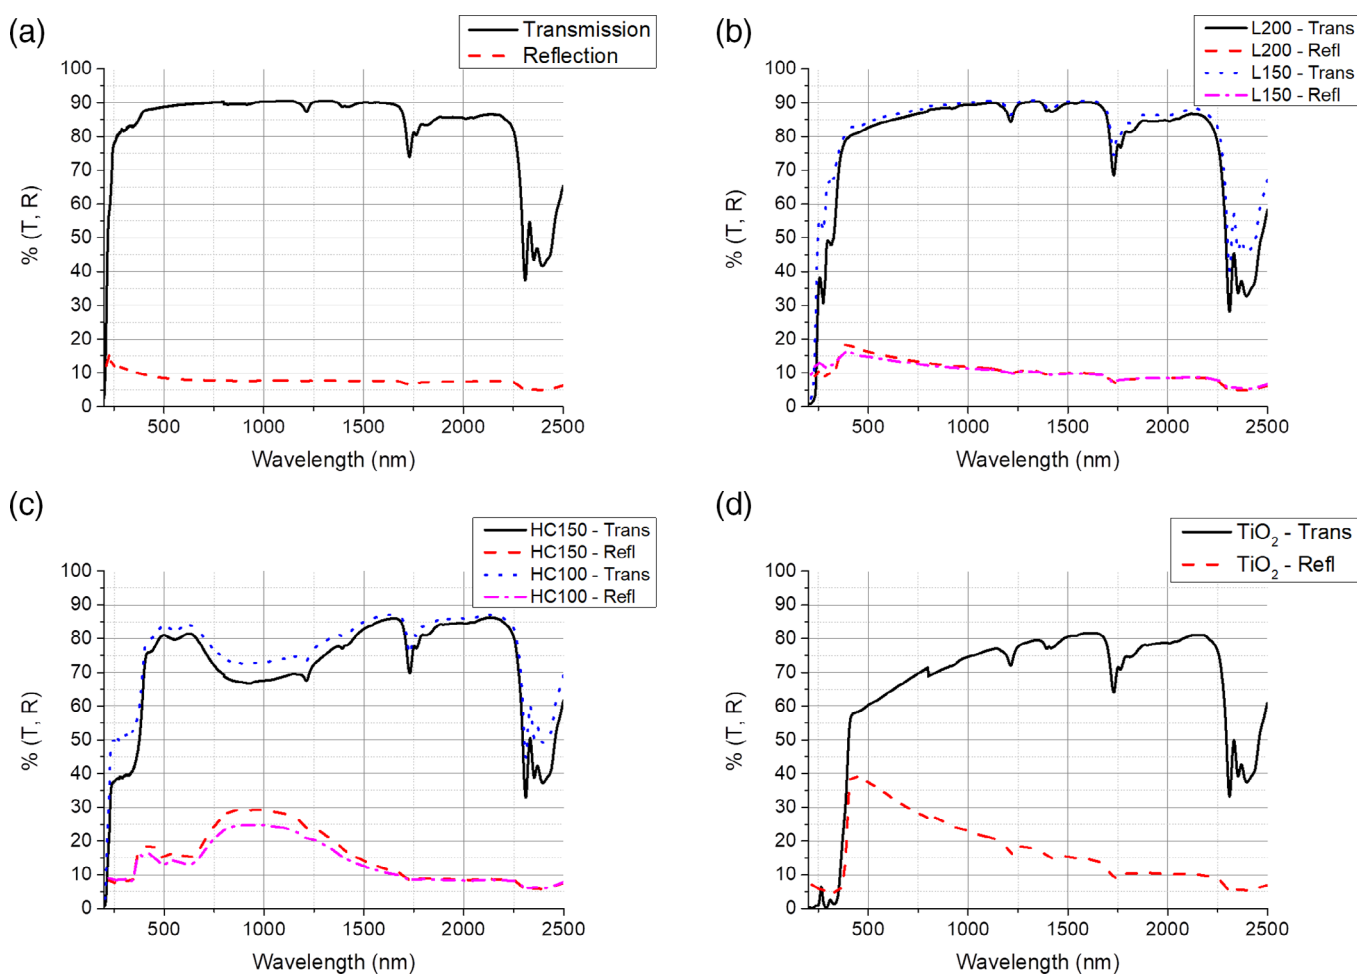 (a)
Transmission
Reflection
100
90
80
70
60
50
40
30
20
10
0
% (T, R)
500
1000
1500
2000
2500
Wavelength (nm)
(b)
L200 - Trans
L200 - Refl
L150 - Trans
L150 - Refl
100
90
80
70
60
50
40
30
20
10
0
% (T, R)
500
1000
1500
2000
2500
Wavelength (nm)
(c)
HC150 - Trans
HC150 - Refl
HC100 - Trans
HC100 - Refl
100
90
80
70
60
50
40
30
20
10
0
% (T, R)
500
1000
1500
2000
2500
Wavelength (nm)
(d)
TiO₂ - Trans
TiO₂ - Refl
100
90
80
70
60
50
40
30
20
10
0
% (T, R)
500
1000
1500
2000
2500
Wavelength (nm)